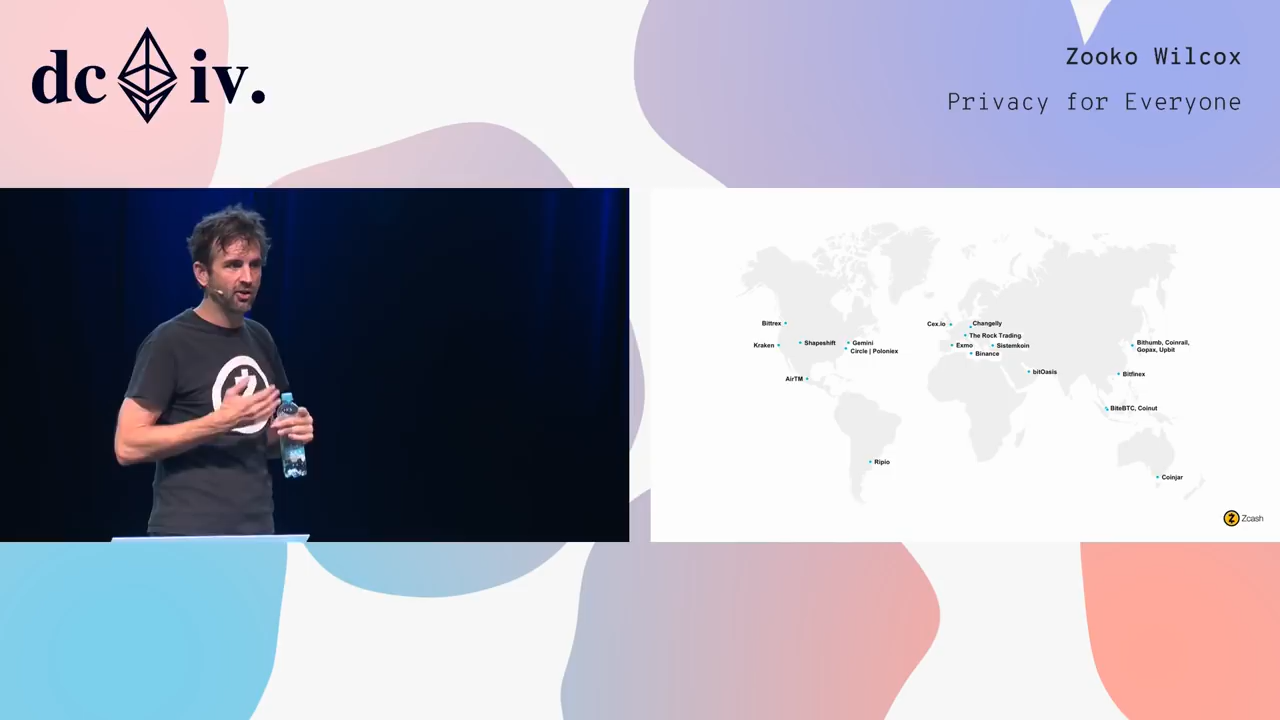 dc iv.
Zooko Wilcox
Privacy for Everyone
Bittrex
Kraken
Shapeshift
Gemini
Circle | Poloniex
AirTM
Ripio
Cex.io
Changelly
The Rock Trading
Exmo
Sistemkoin
Binance
bitOasis
Bithumb, Coinrail,
Gopax, Upbit
Bitfinex
BiteBTC, Coinut
Coinjar
Zcash